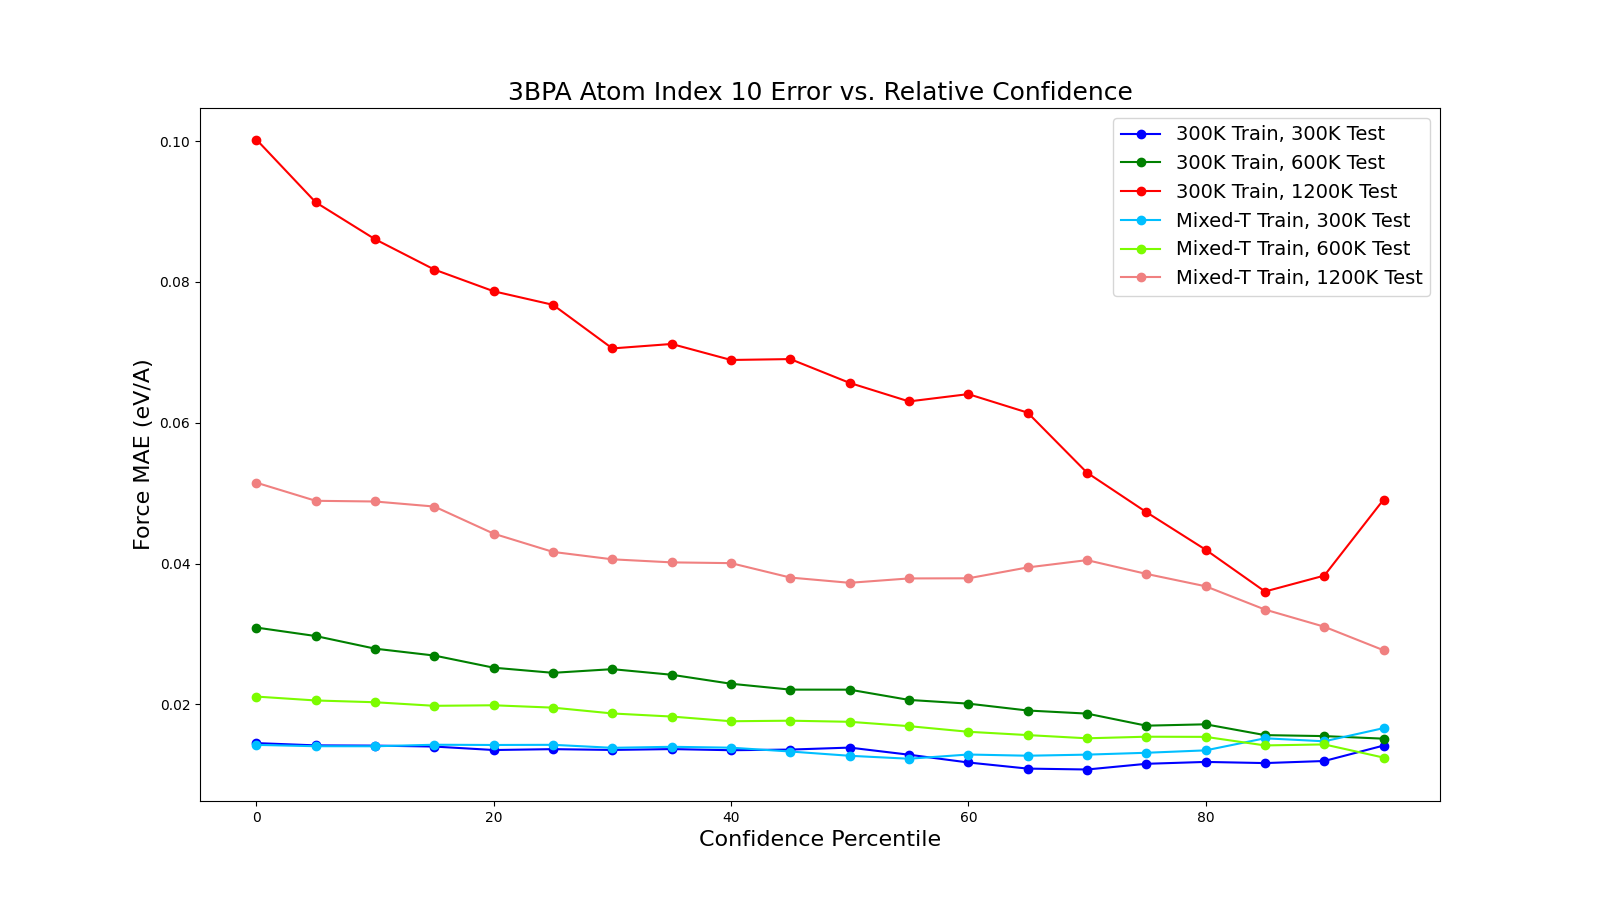 3BPA Atom Index 10 Error vs. Relative Confidence
300K Train, 300K Test
300K Train, 600K Test
300K Train, 1200K Test
Mixed-T Train, 300K Test
Mixed-T Train, 600K Test
Mixed-T Train, 1200K Test
Force MAE (eV/A)
0.10
0.08
0.06
0.04
0.02
0
20
40
60
80
Confidence Percentile